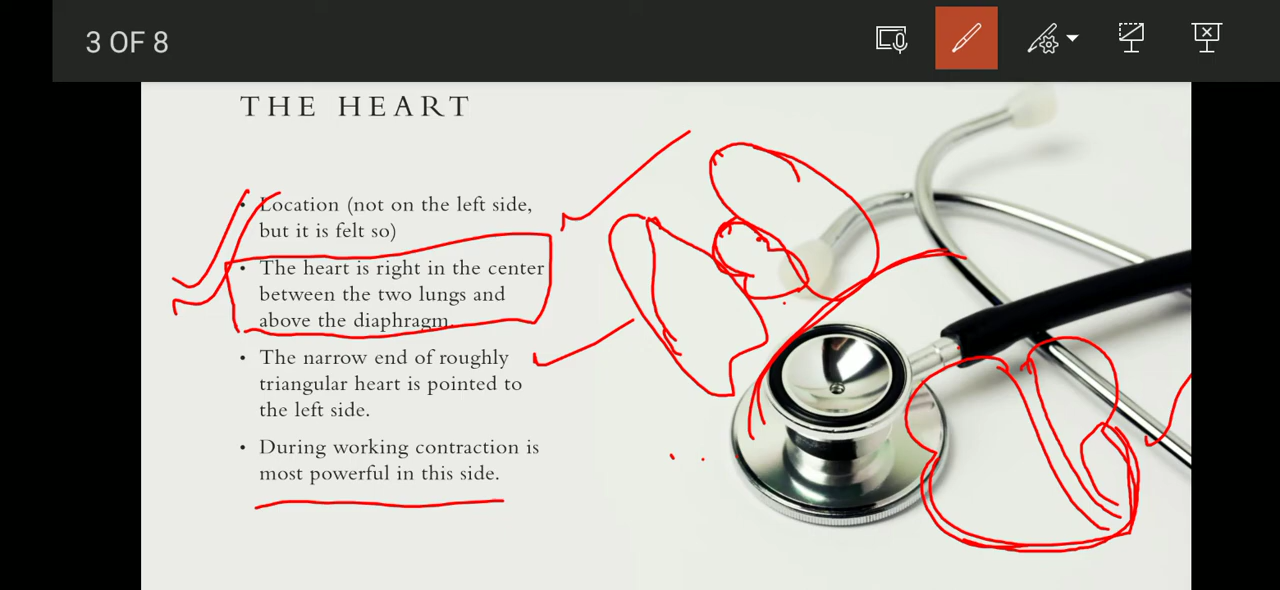 3 OF 8
THE HEART
• Location (not on the left side,
but it is felt so)
• The heart is right in the center
between the two lungs and
above the diaphragm.
• The narrow end of roughly
triangular heart is pointed to
the left side.
• During working contraction is
most powerful in this side.